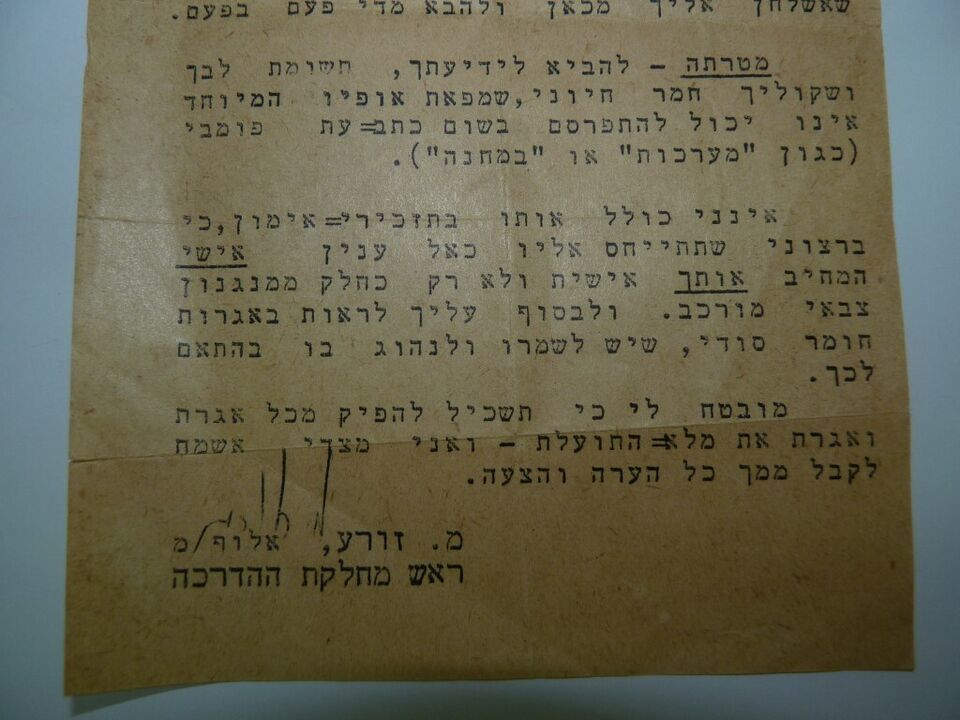 שאשלחן אליך מכאן ולהבא מדי פעם בפעם.
מטרתה - להביא לידיעתך, תשומת לבך
ושקוליך חמר חיוני, שמפאת אופיו המיוחד
אינו יכול להתפרסם בשום כתב=עת פומבי
(כגון "מערכות" או "במחנה").
אינני כולל אותו בתזכירי=אימון, כי
ברצוני שתתייחס אליו כאל ענין אישי
המחיב אותך אישית ולא רק כחלק ממנגנון
צבאי מורכב. ולבסוף עליך לראות באגרות
חומר סודי, שיש לשמרו ולנהוג בו בהתאם
לכך.
מובטח לי כי תשכיל להפיק מכל אגרת
ואגרת את מלא=התועלת - ואני מצדי אשמח
לקבל ממך כל הערה והצעה.
מ. זורע, אלוף מ
ראש מחלקת ההדרכה